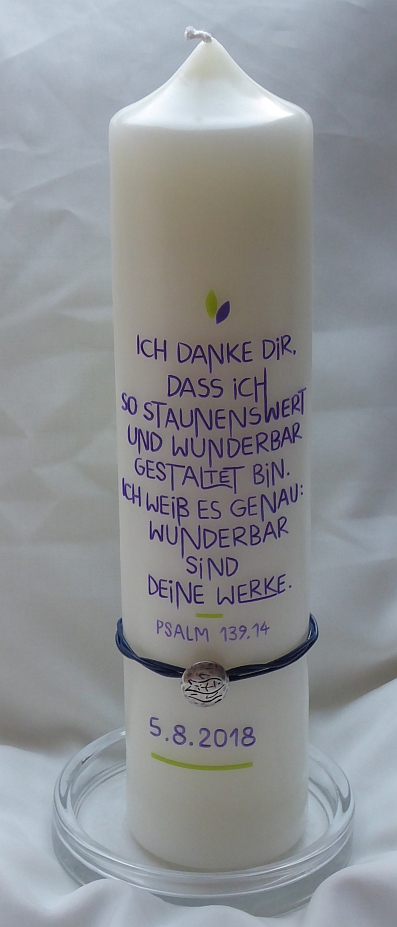 ICH DANKE DIR,
DASS ICH
SO STAUNENSWERT
UND WUNDERBAR
GESTALTET BIN.
ICH WEIß ES GENAU:
WUNDERBAR
SIND
DEINE WERKE.
PSALM 139.14
5.8.2018